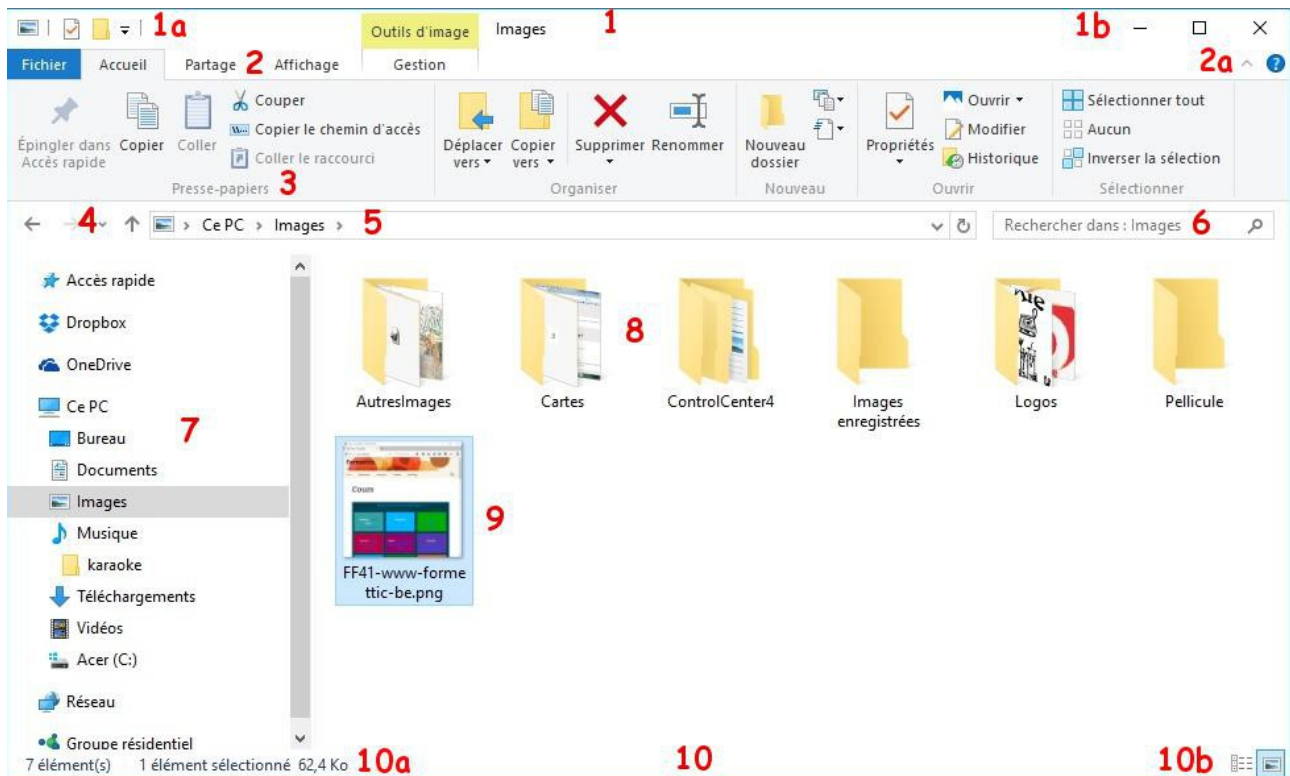 1a
Outils d'image Images 1 1b
Fichier Accueil Partage 2 Affichage Gestion 2a ?
Épingler dans
Accès rapide
Copier
Coller
Couper
Copier le chemin d'accès
Coller le raccourci
Presse-papiers 3
Déplacer
vers
Copier
vers
Supprimer
Renommer
Organiser
Nouveau
dossier
Nouveau
Propriétés
Ouvrir
Modifier
Historique
Ouvrir
Sélectionner tout
Aucun
Inverser la sélection
Sélectionner
4 > Ce PC > Images > 5 Rechercher dans : Images 6
Accès rapide
Dropbox
OneDrive
Ce PC
7
Bureau
Documents
Images
Musique
karaoke
Téléchargements
Vidéos
Acer (C:)
Réseau
Groupe résidentiel
8
AutresImages
Cartes
ControlCenter4
Images
enregistrées
Logos
Pellicule
Cours
9
FF41-www-forme
ttic-be.png
7 élément(s) 1 élément sélectionné 62,4 Ko 10a 10 10b